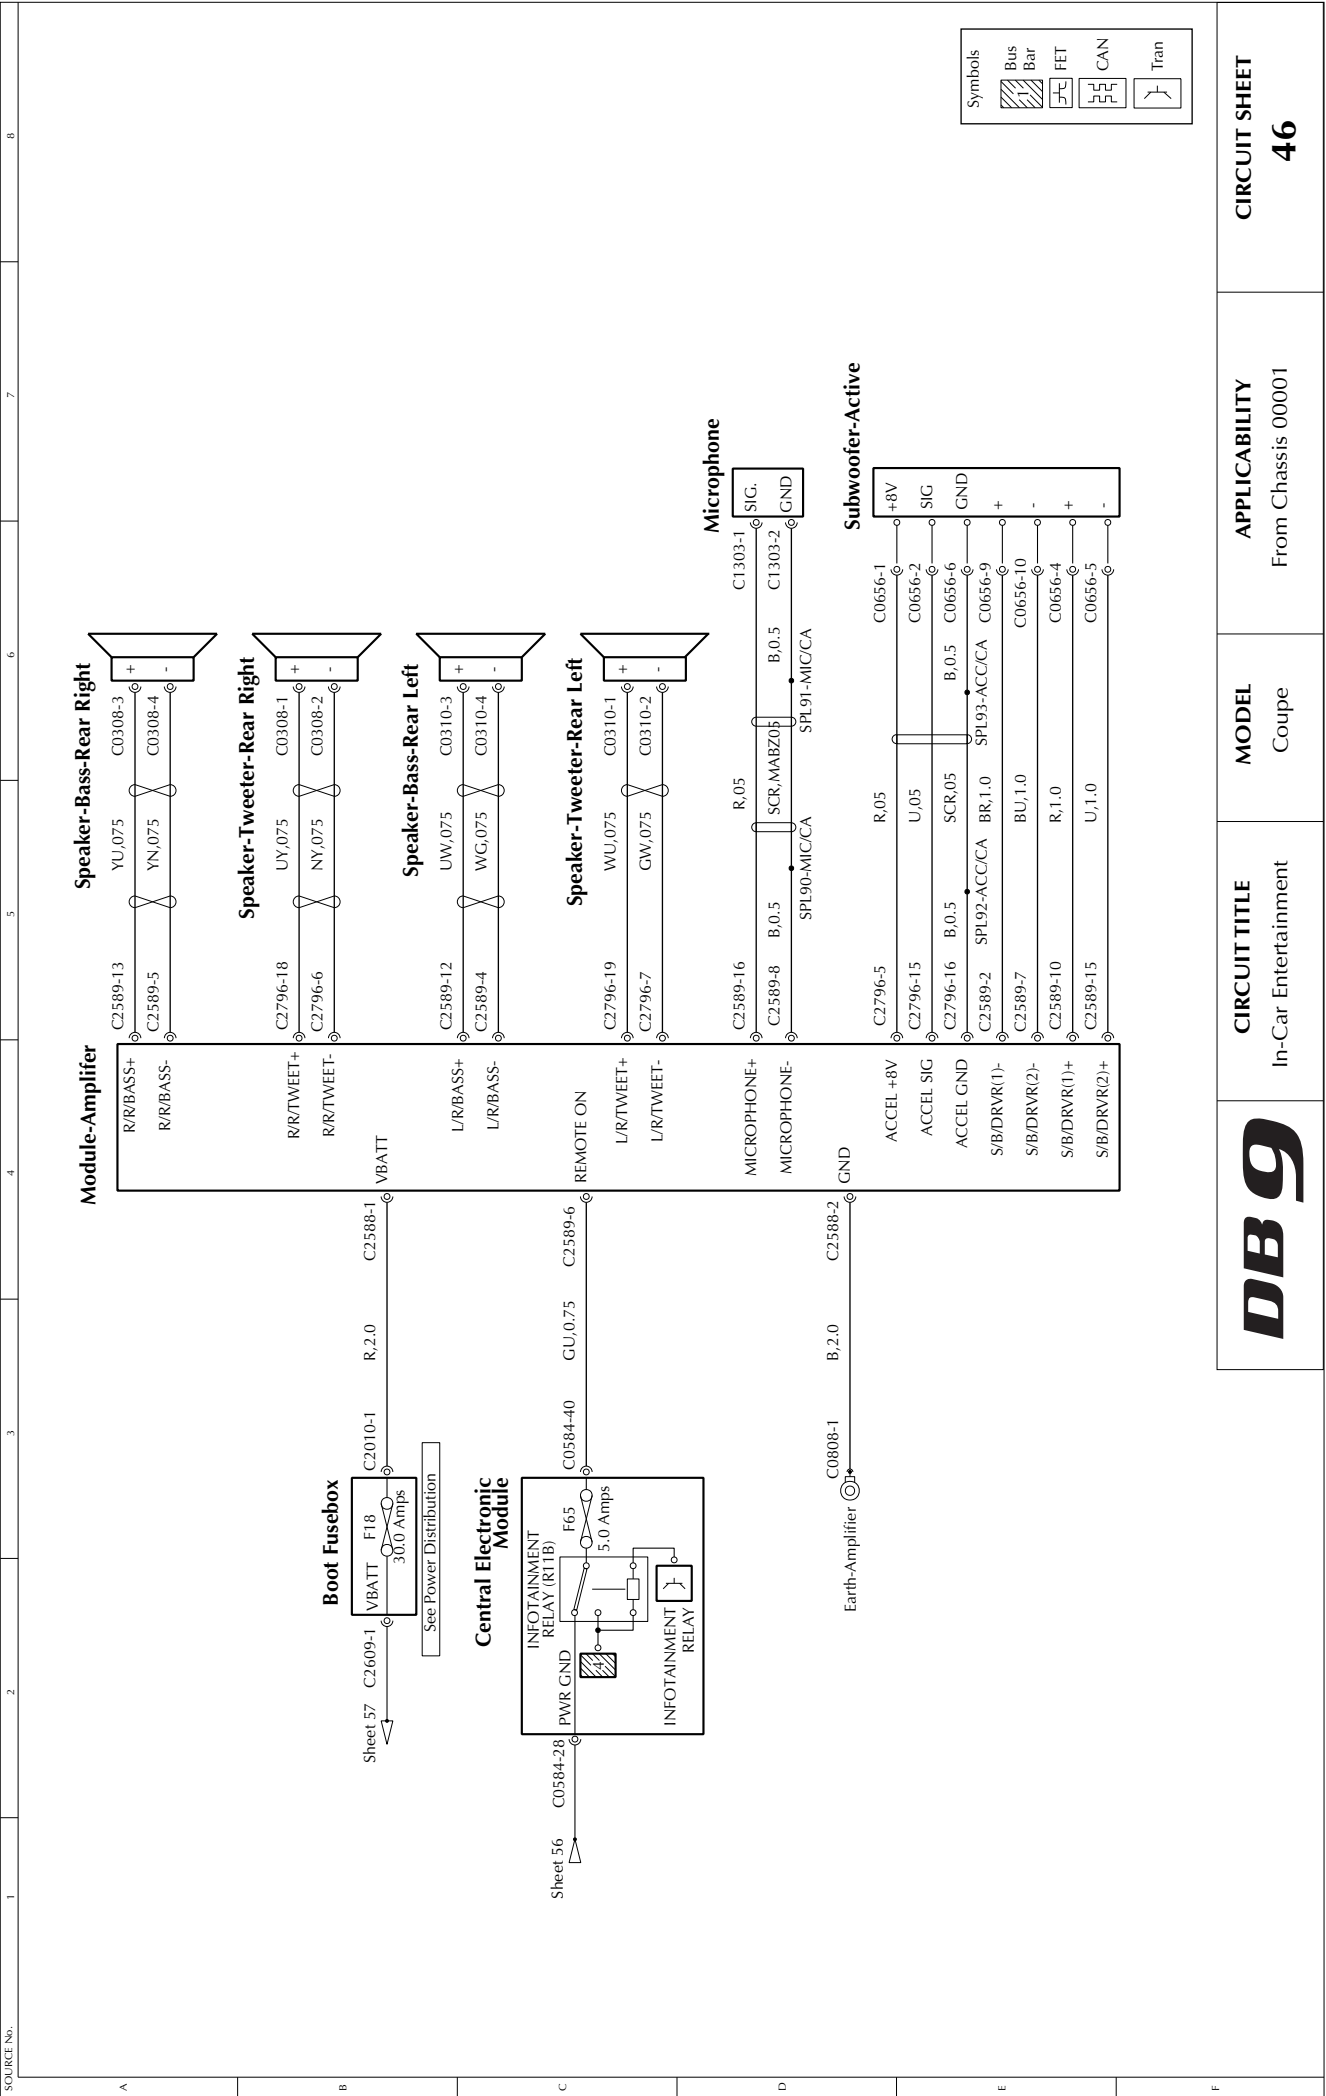 SOURCE No.
1
2
3
4
5
6
7
8
A
B
C
D
E
F
Sheet 57
C2609-1
Boot Fusebox
VBATT
F18
30.0 Amps
See Power Distribution
C2010-1
R,2.0
C2588-1
Sheet 56
C0584-28
Central Electronic
Module
INFOTAINMENT
RELAY (R11B)
PWR GND
4
INFOTAINMENT
RELAY
F65
5.0 Amps
C0584-40
GU,0.75
C2589-6
Earth-Amplifier
C0808-1
B,2.0
C2588-2
Module-Amplifer
VBATT
REMOTE ON
GND
R/R/BASS+
R/R/BASS-
R/R/TWEET+
R/R/TWEET-
L/R/BASS+
L/R/BASS-
L/R/TWEET+
L/R/TWEET-
MICROPHONE+
MICROPHONE-
ACCEL +8V
ACCEL SIG
ACCEL GND
S/B/DRVR(1)-
S/B/DRVR(2)-
S/B/DRVR(1)+
S/B/DRVR(2)+
Speaker-Bass-Rear Right
C2589-13 YU,075 C0308-3 +
C2589-5 YN,075 C0308-4 -
Speaker-Tweeter-Rear Right
C2796-18 UY,075 C0308-1 +
C2796-6 NY,075 C0308-2 -
Speaker-Bass-Rear Left
C2589-12 UW,075 C0310-3 +
C2589-4 WG,075 C0310-4 -
Speaker-Tweeter-Rear Left
C2796-19 WU,075 C0310-1 +
C2796-7 GW,075 C0310-2 -
Microphone
C2589-16 R,05 C1303-1 SIG.
C2589-8 B,0.5 SCR,MABZ05 B,0.5 C1303-2 GND
SPL90-MIC/CA SPL91-MIC/CA
Subwoofer-Active
C2796-5 R,05 C0656-1 +8V
C2796-15 U,05 C0656-2 SIG
C2796-16 B,0.5 SCR,05 B,0.5 C0656-6 GND
SPL92-ACC/CA SPL93-ACC/CA
C2589-2 BR,1.0 C0656-9 +
C2589-7 BU,1.0 C0656-10 -
C2589-10 R,1.0 C0656-4 +
C2589-15 U,1.0 C0656-5 -
Symbols
1
Bus
Bar
FET
CAN
Tran
DB9
CIRCUIT TITLE
In-Car Entertainment
MODEL
Coupe
APPLICABILITY
From Chassis 00001
CIRCUIT SHEET
46